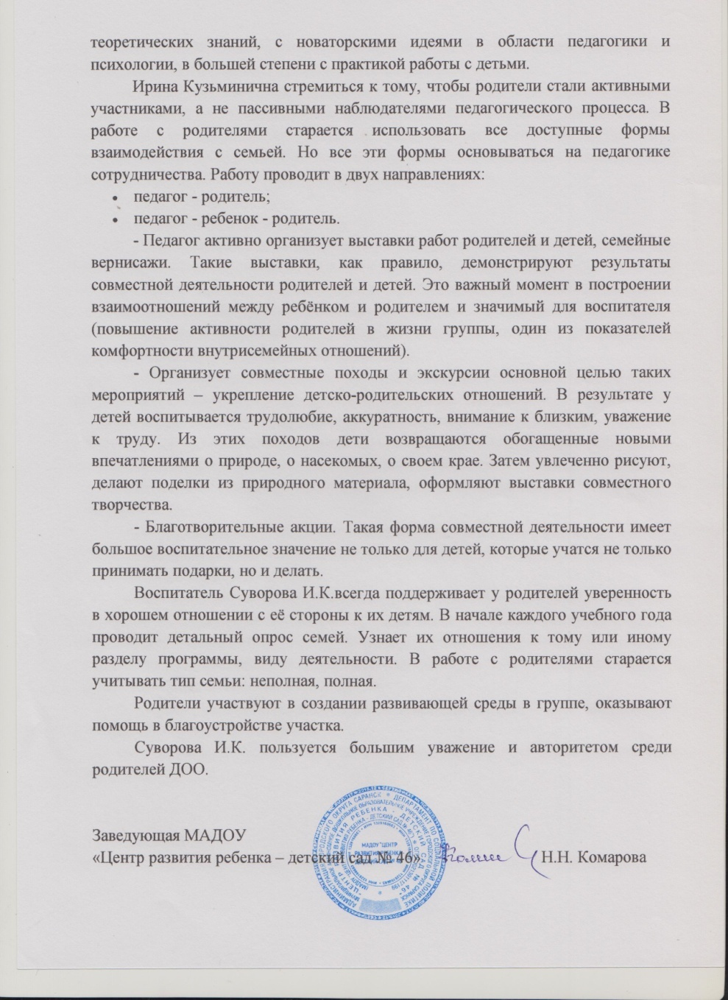 теоретических знаний, с новаторскими идеями в области педагогики и
психологии, в большей степени с практикой работы с детьми.
Ирина Кузьминична стремиться к тому, чтобы родители стали активными
участниками, а не пассивными наблюдателями педагогического процесса. В
работе с родителями старается использовать все доступные формы
взаимодействия с семьей. Но все эти формы основываться на педагогике
сотрудничества. Работу проводит в двух направлениях:
• педагог - родитель;
• педагог - ребенок - родитель.
- Педагог активно организует выставки работ родителей и детей, семейные
вернисажи. Такие выставки, как правило, демонстрируют результаты
совместной деятельности родителей и детей. Это важный момент в построении
взаимоотношений между ребёнком и родителем и значимый для воспитателя
(повышение активности родителей в жизни группы, один из показателей
комфортности внутрисемейных отношений).
- Организует совместные походы и экскурсии основной целью таких
мероприятий – укрепление детско-родительских отношений. В результате у
детей воспитывается трудолюбие, аккуратность, внимание к близким, уважение
к труду. Из этих походов дети возвращаются обогащенные новыми
впечатлениями о природе, о насекомых, о своем крае. Затем увлеченно рисуют,
делают поделки из природного материала, оформляют выставки совместного
творчества.
- Благотворительные акции. Такая форма совместной деятельности имеет
большое воспитательное значение не только для детей, которые учатся не только
принимать подарки, но и делать.
Воспитатель Суворова И.К.всегда поддерживает у родителей уверенность
в хорошем отношении с её стороны к их детям. В начале каждого учебного года
проводит детальный опрос семей. Узнает их отношения к тому или иному
разделу программы, виду деятельности. В работе с родителями старается
учитывать тип семьи: неполная, полная.
Родители участвуют в создании развивающей среды в группе, оказывают
помощь в благоустройстве участка.
Суворова И.К. пользуется большим уважение и авторитетом среди
родителей ДОО.
Заведующая МАДОУ
«Центр развития ребенка – детский сад № 46» Н.Н. Комарова
МАДОУ "ЦЕНТР
РАЗВИТИЯ РЕБЕНКА